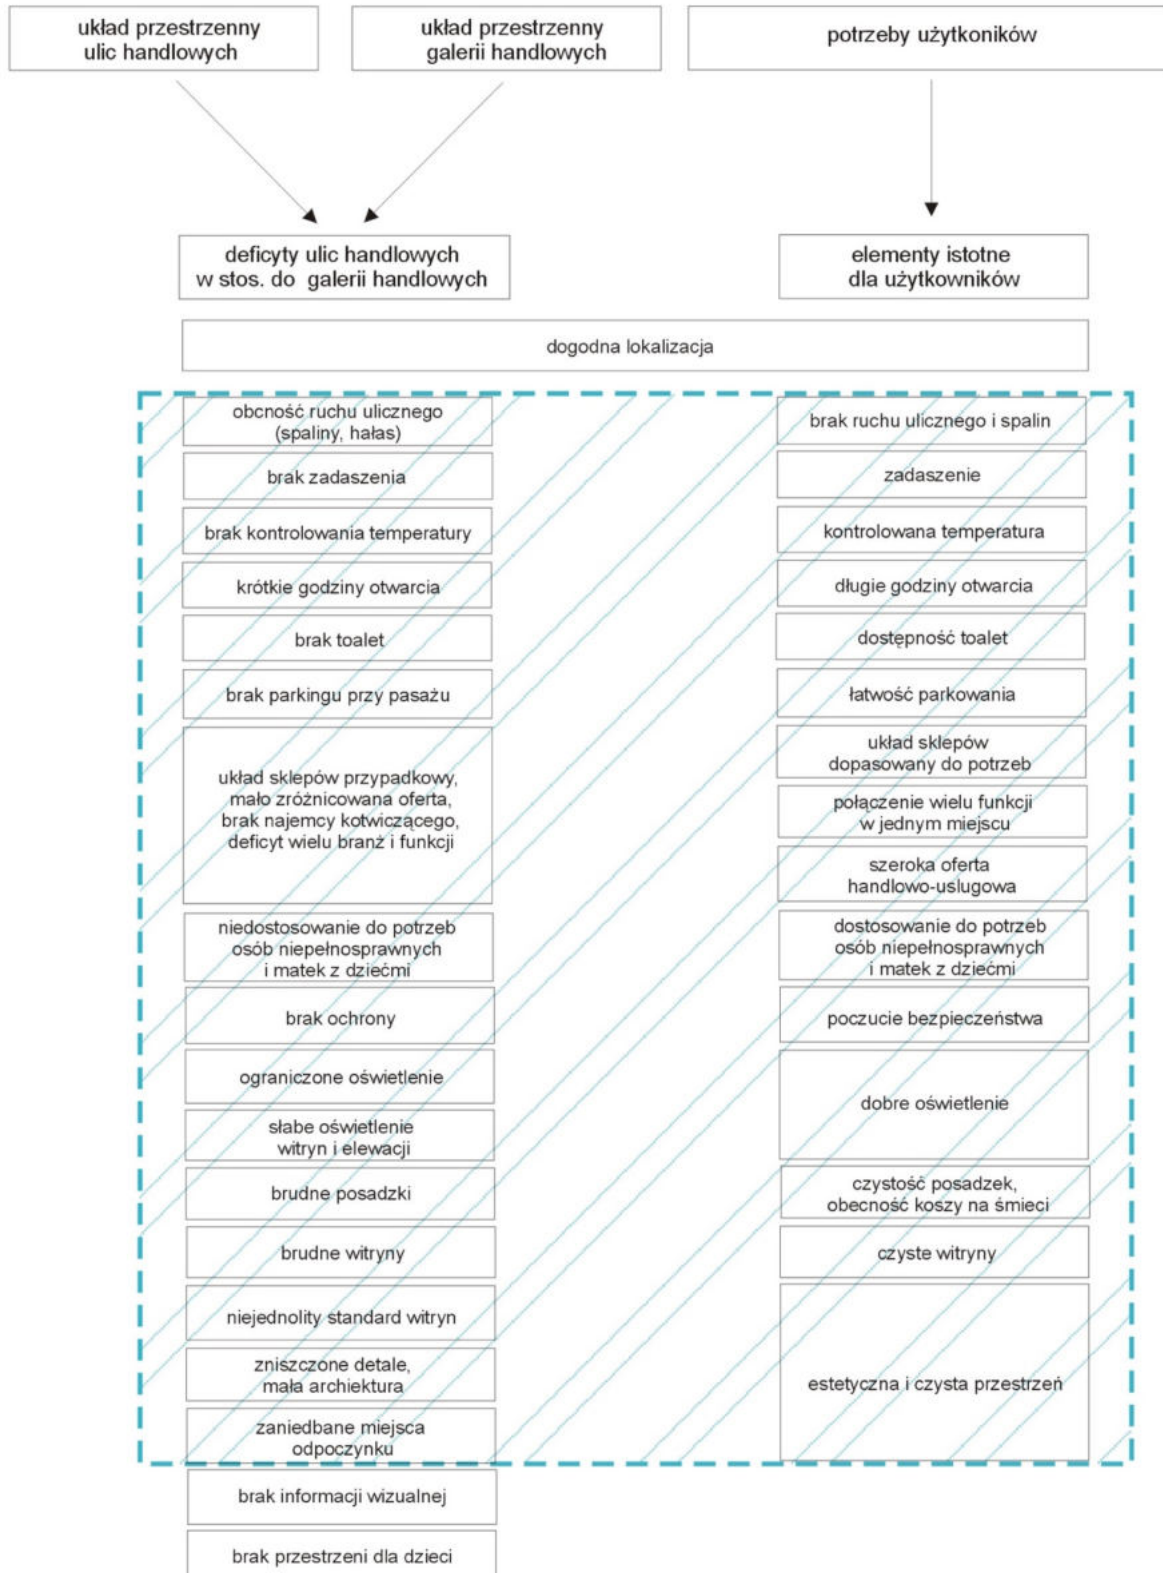 układ przestrzenny
ulic handlowych
układ przestrzenny
galerii handlowych
potrzeby użytkoników
deficyty ulic handlowych
w stos. do galerii handlowych
elementy istotne
dla użytkowników
dogodna lokalizacja
obcność ruchu ulicznego
(spaliny, hałas)
brak ruchu ulicznego i spalin
brak zadaszenia
zadaszenie
brak kontrolowania temperatury
kontrolowana temperatura
krótkie godziny otwarcia
długie godziny otwarcia
brak toalet
dostępność toalet
brak parkingu przy pasażu
łatwość parkowania
układ sklepów przypadkowy,
mało zróżnicowana oferta,
brak najemcy kotwiczącego,
deficyt wielu branż i funkcji
układ sklepów
dopasowany do potrzeb
połączenie wielu funkcji
w jednym miejscu
szeroka oferta
handlowo-uslugowa
niedostosowanie do potrzeb
osób niepełnosprawnych
i matek z dziećmi
dostosowanie do potrzeb
osób niepełnosprawnych
i matek z dziećmi
brak ochrony
poczucie bezpieczeństwa
ograniczone oświetlenie
słabe oświetlenie
witryn i elewacji
dobre oświetlenie
brudne posadzki
czystość posadzek,
obecność koszy na śmieci
brudne witryny
czyste witryny
niejednolity standard witryn
zniszczone detale,
mała archiektura
zaniedbane miejsca
odpoczynku
estetyczna i czysta przestrzeń
brak informacji wizualnej
brak przestrzeni dla dzieci